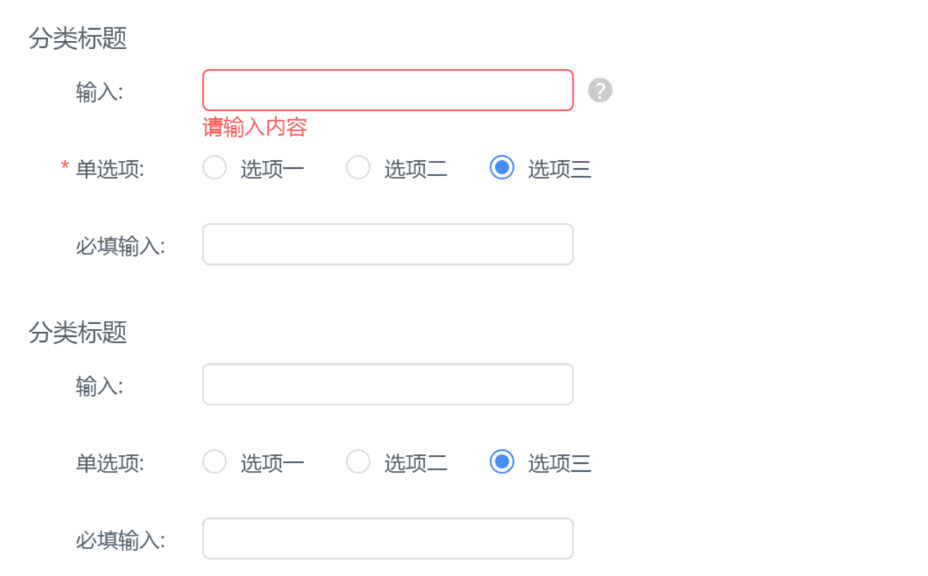 分类标题
输入: ?
请输入内容
* 单选项: 选项一 选项二 选项三
必填输入:
分类标题
输入:
单选项: 选项一 选项二 选项三
必填输入: